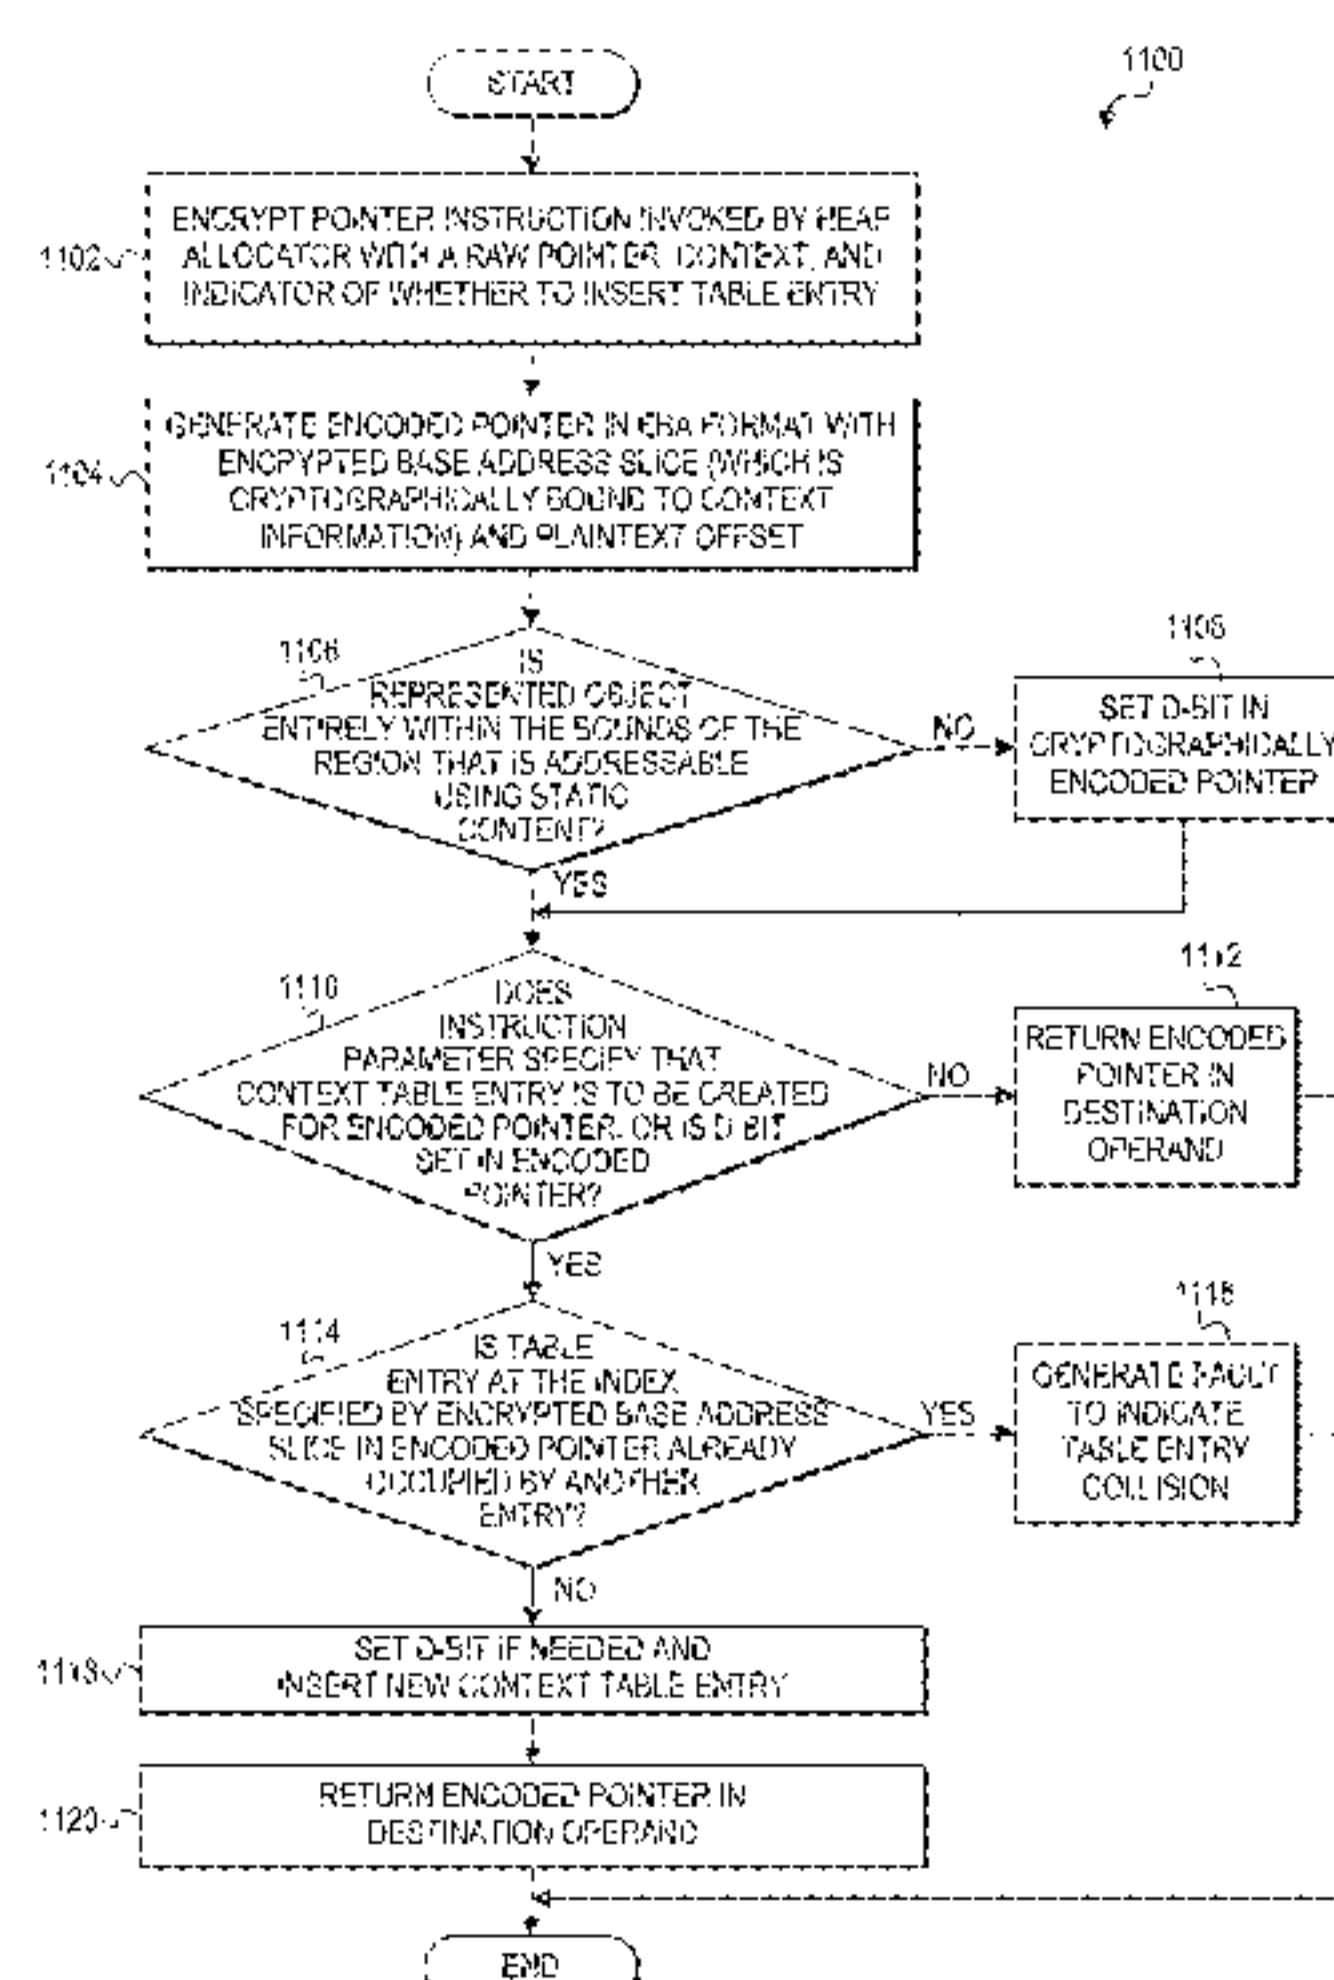 1100
START
1102
ENCRYPT POINTER INSTRUCTION INVOKED BY HEAP
ALLOCATOR WITH A RAW POINTER, CONTEXT, AND
INDICATOR OF WHETHER TO INSERT TABLE ENTRY
1104
GENERATE ENCODED POINTER IN EBA FORMAT WITH
ENCRYPTED BASE ADDRESS SLICE (WHICH IS
CRYPTOGRAPHICALLY BOUND TO CONTEXT
INFORMATION) AND PLAINTEXT OFFSET
1106
IS
REPRESENTED OBJECT
ENTIRELY WITHIN THE BOUNDS OF THE
REGION THAT IS ADDRESSABLE
USING STATIC
CONTENT?
NO
1108
SET D-BIT IN
CRYPTOGRAPHICALLY
ENCODED POINTER
YES
1110
DOES
INSTRUCTION
PARAMETER SPECIFY THAT
CONTEXT TABLE ENTRY IS TO BE CREATED
FOR ENCODED POINTER, OR IS D-BIT
SET IN ENCODED
POINTER?
NO
1112
RETURN ENCODED
POINTER IN
DESTINATION
OPERAND
YES
1114
IS TABLE
ENTRY AT THE INDEX
SPECIFIED BY ENCRYPTED BASE ADDRESS
SLICE IN ENCODED POINTER ALREADY
OCCUPIED BY ANOTHER
ENTRY?
YES
1116
GENERATE FAULT
TO INDICATE
TABLE ENTRY
COLLISION
NO
1118
SET D-BIT IF NEEDED AND
INSERT NEW CONTEXT TABLE ENTRY
1120
RETURN ENCODED POINTER IN
DESTINATION OPERAND
END